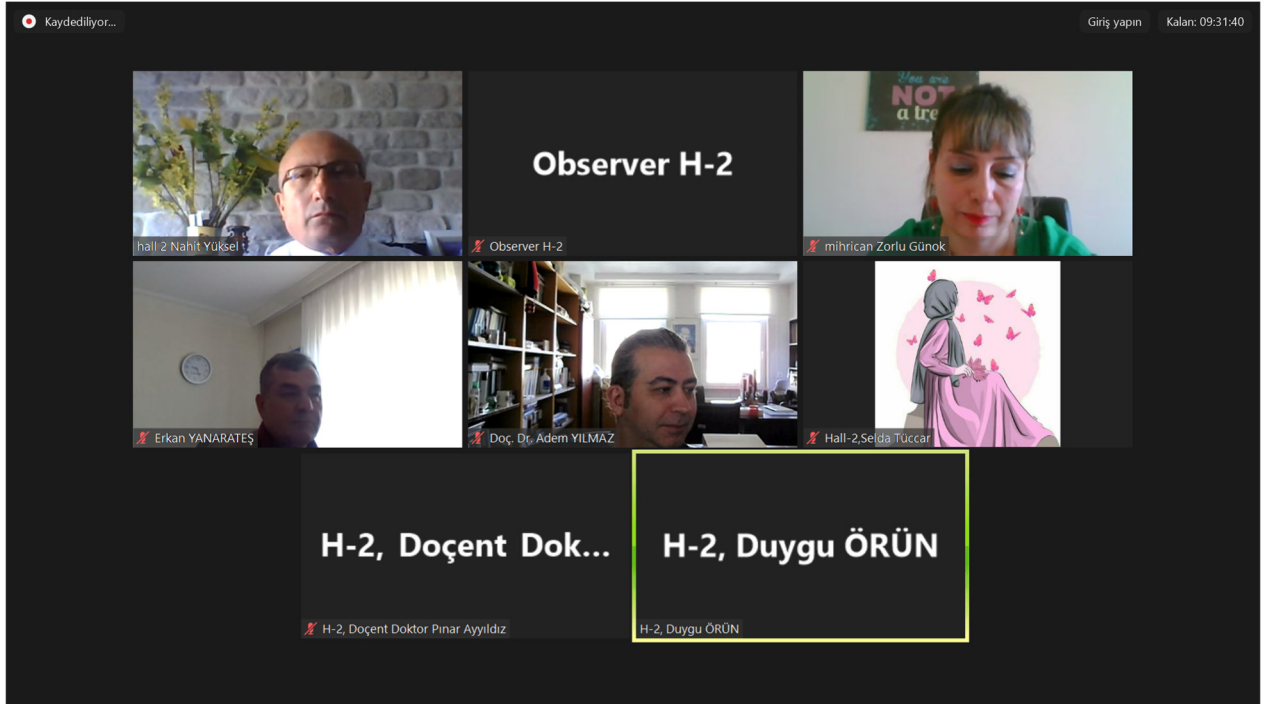 Kaydediliyor...
Giriş yapın
Kalan: 09:31:40
hall 2 Nahit Yüksel
Observer H-2
Observer H-2
You are
NOT
a tre
mihrican Zorlu Günok
Erkan YANARATEŞ
Doç. Dr. Adem YILMAZ
Hall-2,Selda Tüccar
H-2, Doçent Dok...
H-2, Doçent Doktor Pınar Ayyıldız
H-2, Duygu ÖRÜN
H-2, Duygu ÖRÜN